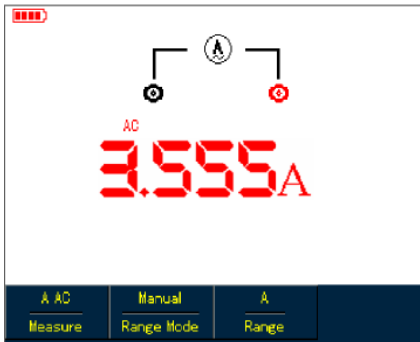 A
AC
3.555A
A AC Manual A
Measure Range Mode Range